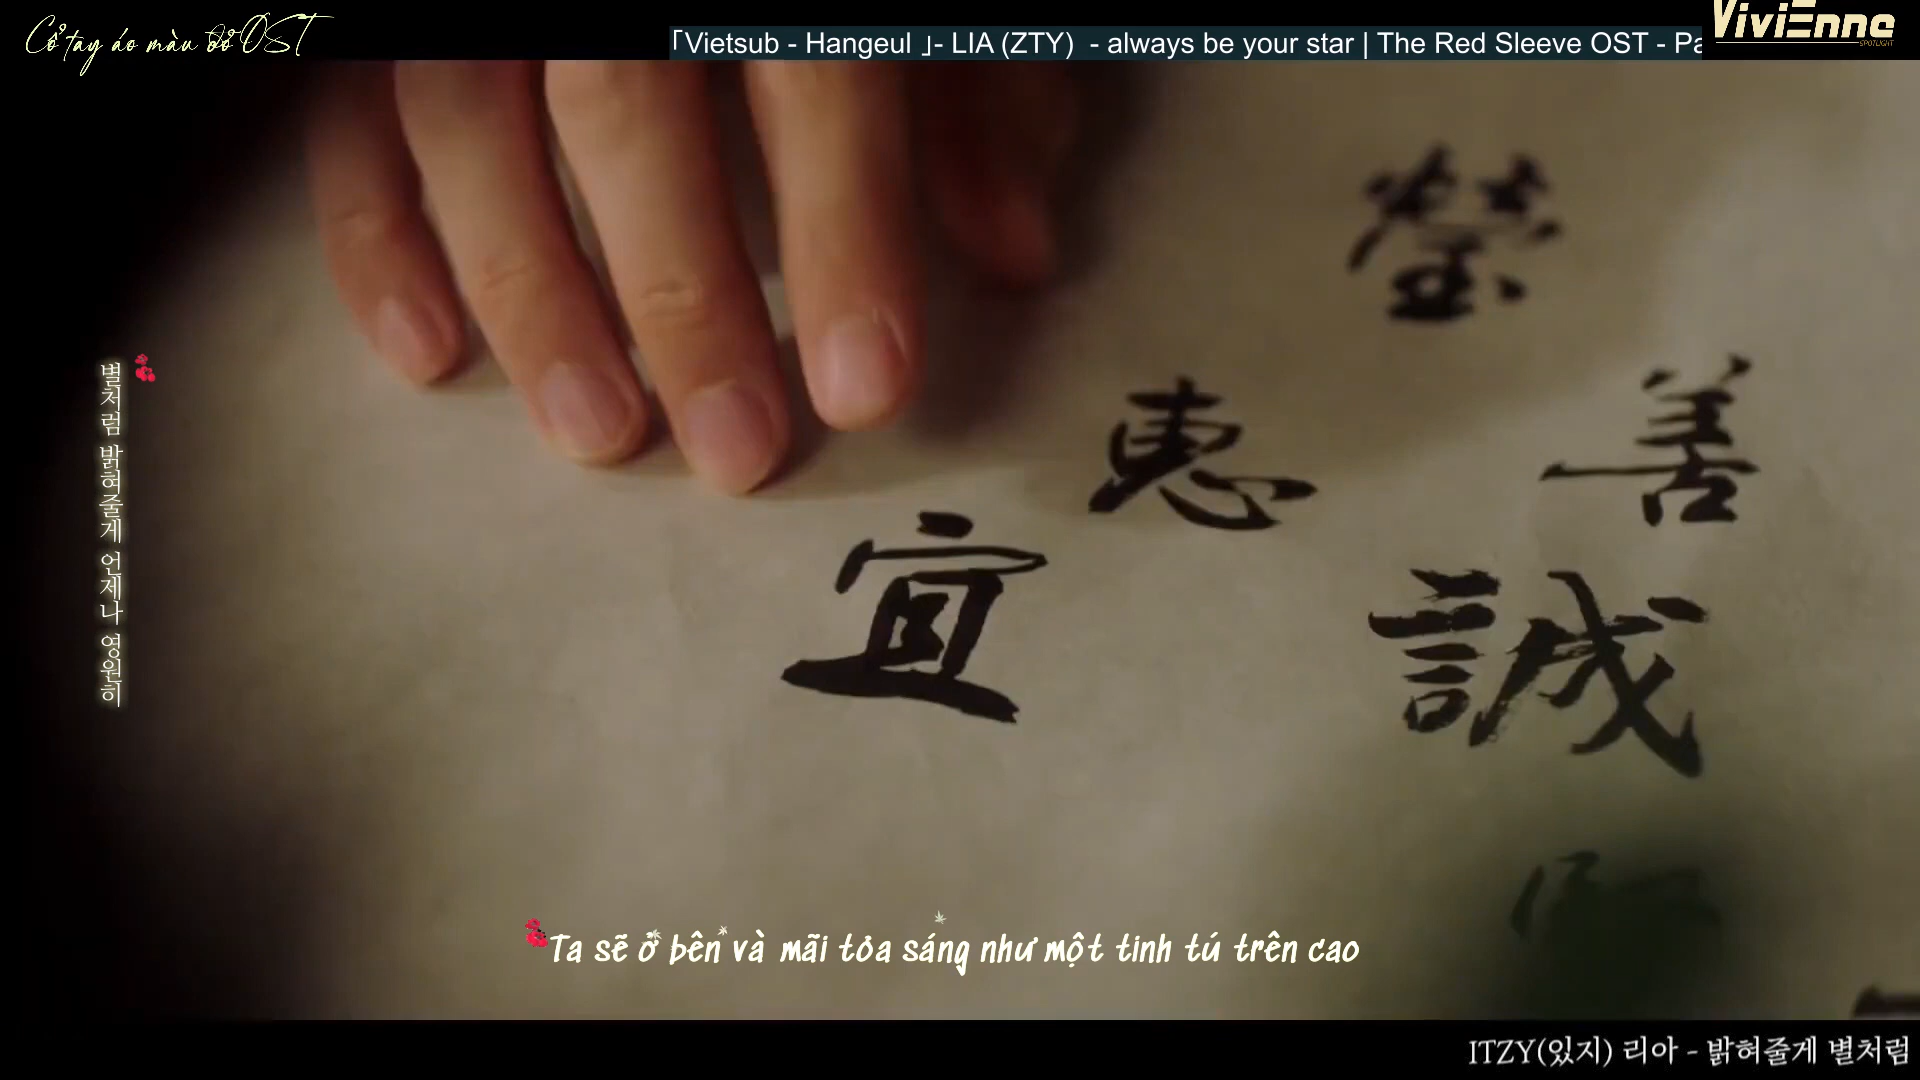 Cổ tay áo màu đỏ OST
「Vietsub - Hangeul 」- LIA (ZTY)  - always be your star | The Red Sleeve OST - Pa
ViviEnne
SPOTLIGHT
瑩
惠
善
宜
誠
별처럼 밝혀줄게 언제나 영원히
Ta sẽ ở bên và mãi tỏa sáng như một tinh tú trên cao
ITZY(있지) 리아 - 밝혀줄게 별처럼